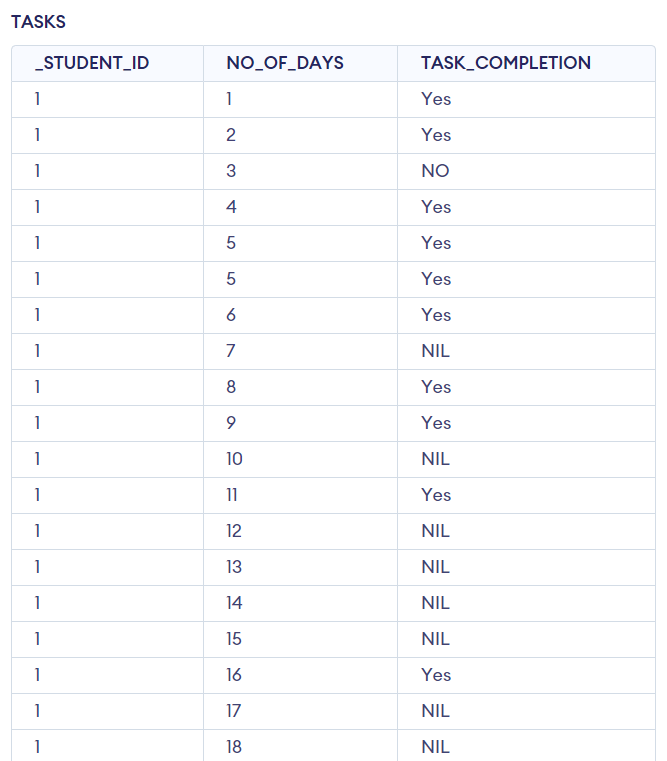 TASKS
_STUDENT_ID NO_OF_DAYS TASK_COMPLETION
1 1 Yes
1 2 Yes
1 3 NO
1 4 Yes
1 5 Yes
1 5 Yes
1 6 Yes
1 7 NIL
1 8 Yes
1 9 Yes
1 10 NIL
1 11 Yes
1 12 NIL
1 13 NIL
1 14 NIL
1 15 NIL
1 16 Yes
1 17 NIL
1 18 NIL